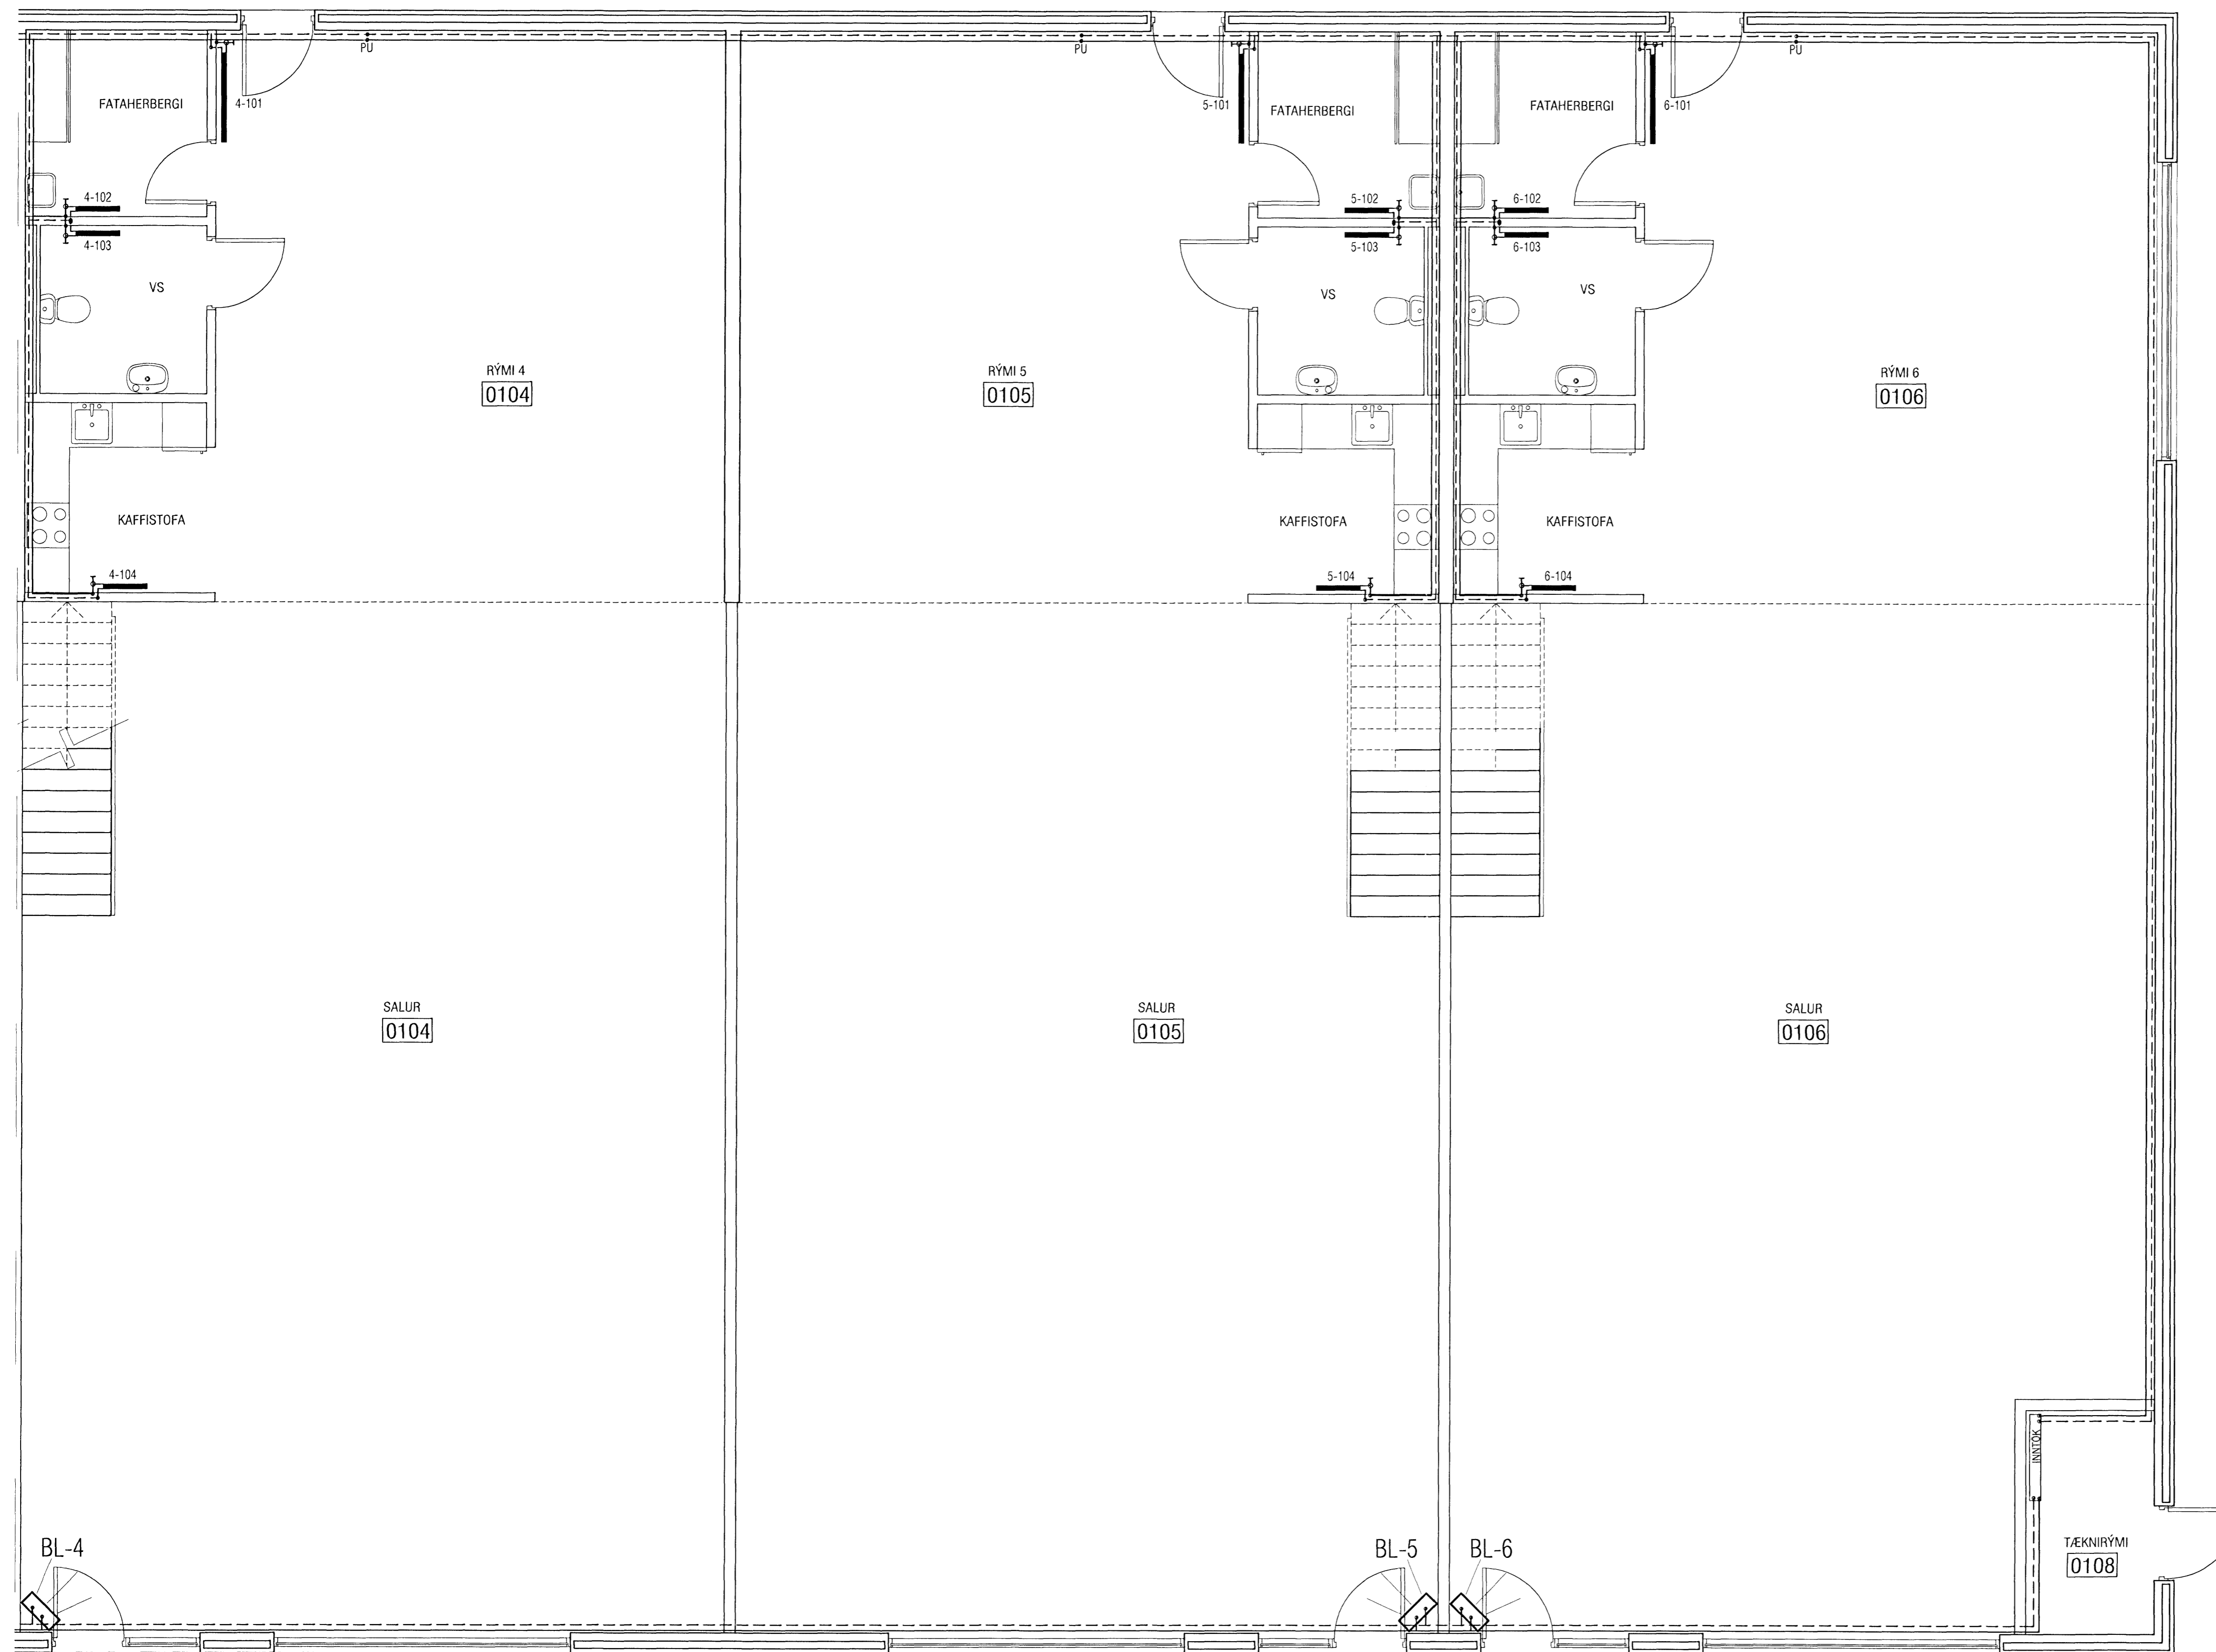 PU
PU
PU
FATAHERBERGI
4-101
5-101
FATAHERBERGI
FATAHERBERGI
6-101
4-102
5-102
6-102
4-103
5-103
6-103
VS
VS
VS
RÝMI 4
0104
RÝMI 5
0105
RÝMI 6
0106
KAFFISTOFA
KAFFISTOFA
KAFFISTOFA
4-104
5-104
6-104
SALUR
0104
SALUR
0105
SALUR
0106
INNTÖK
BL-4
BL-5
BL-6
TÆKNIRÝMI
0108